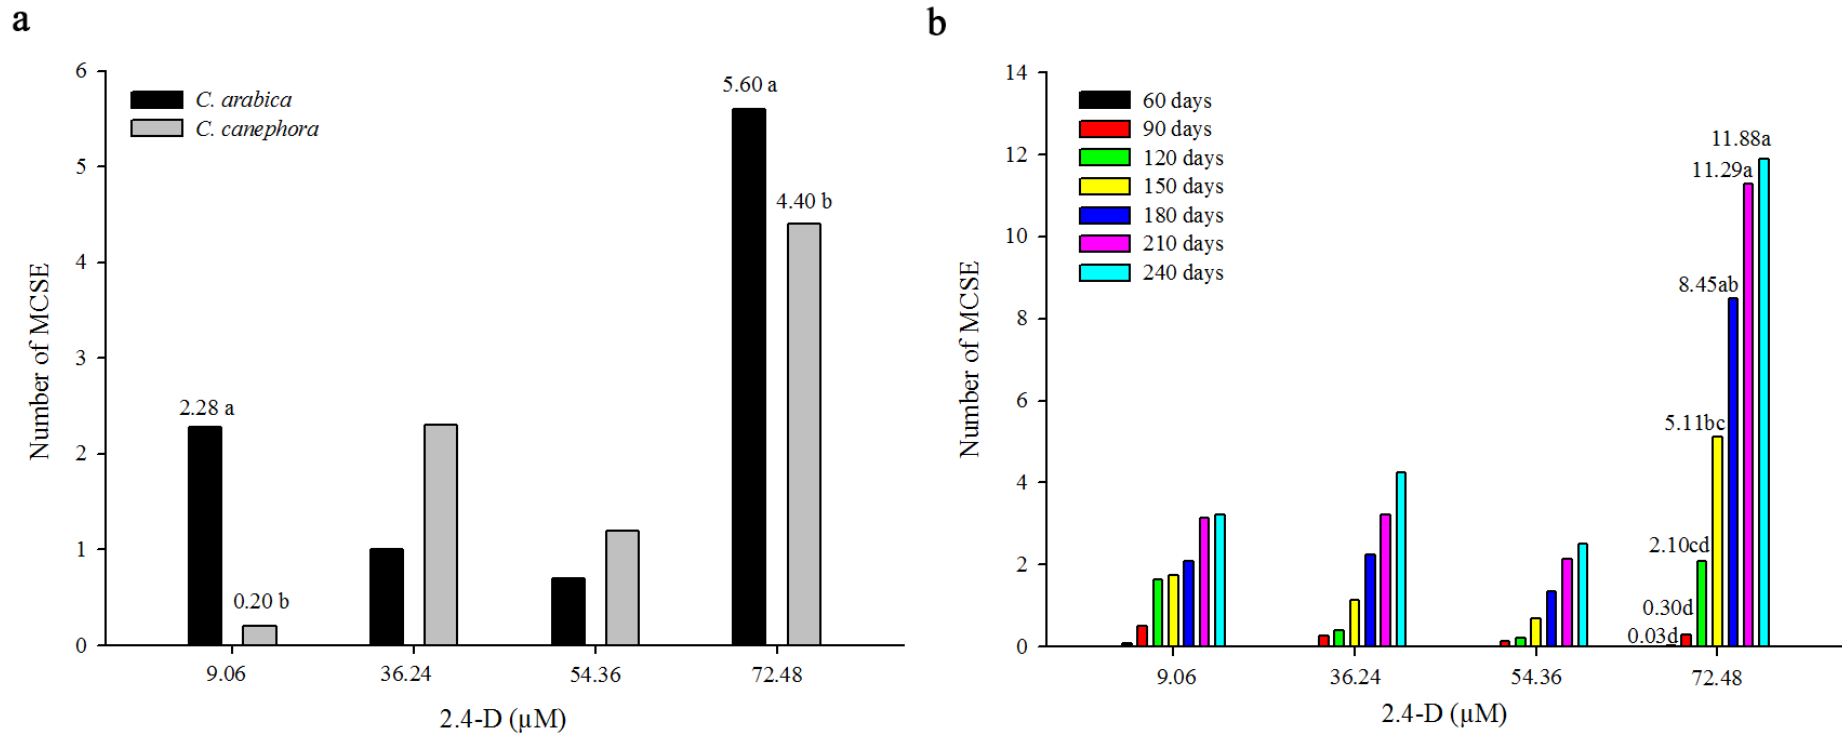 a
Number of MCSE
6
5
4
3
2
1
0
C. arabica
C. canephora
2.28 a
0.20 b
5.60 a
4.40 b
9.06
36.24
54.36
72.48
2.4-D (µM)
b
Number of MCSE
14
12
10
8
6
4
2
0
60 days
90 days
120 days
150 days
180 days
210 days
240 days
11.88a
11.29a
8.45ab
5.11bc
2.10cd
0.30d
0.03d
9.06
36.24
54.36
72.48
2.4-D (µM)